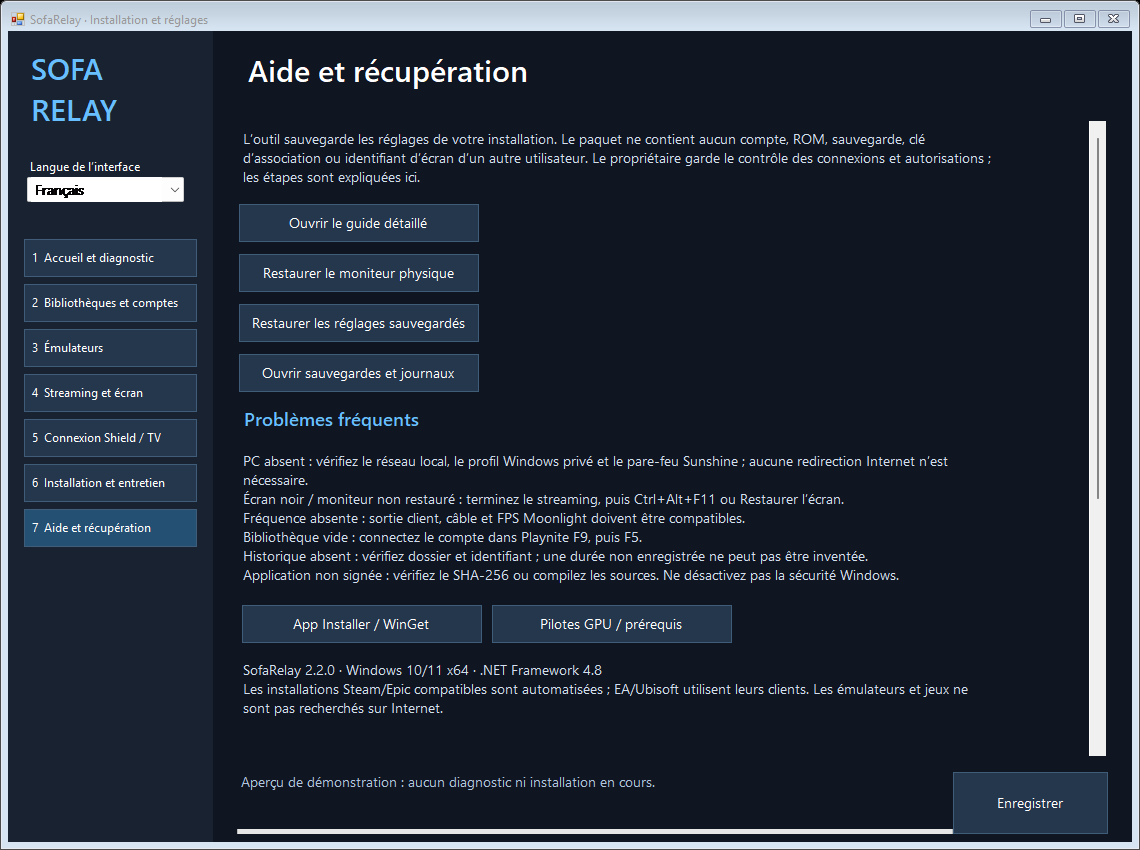 SofaRelay · Installation et réglages
SOFA
RELAY
Langue de l’interface
Français
1 Accueil et diagnostic
2 Bibliothèques et comptes
3 Émulateurs
4 Streaming et écran
5 Connexion Shield / TV
6 Installation et entretien
7 Aide et récupération
Aide et récupération
L’outil sauvegarde les réglages de votre installation. Le paquet ne contient aucun compte, ROM, sauvegarde, clé
d’association ou identifiant d’écran d’un autre utilisateur. Le propriétaire garde le contrôle des connexions et autorisations ;
les étapes sont expliquées ici.
Ouvrir le guide détaillé
Restaurer le moniteur physique
Restaurer les réglages sauvegardés
Ouvrir sauvegardes et journaux
Problèmes fréquents
PC absent : vérifiez le réseau local, le profil Windows privé et le pare-feu Sunshine ; aucune redirection Internet n’est
nécessaire.
Écran noir / moniteur non restauré : terminez le streaming, puis Ctrl+Alt+F11 ou Restaurer l’écran.
Fréquence absente : sortie client, câble et FPS Moonlight doivent être compatibles.
Bibliothèque vide : connectez le compte dans Playnite F9, puis F5.
Historique absent : vérifiez dossier et identifiant ; une durée non enregistrée ne peut pas être inventée.
Application non signée : vérifiez le SHA-256 ou compilez les sources. Ne désactivez pas la sécurité Windows.
App Installer / WinGet
Pilotes GPU / prérequis
SofaRelay 2.2.0 · Windows 10/11 x64 · .NET Framework 4.8
Les installations Steam/Epic compatibles sont automatisées ; EA/Ubisoft utilisent leurs clients. Les émulateurs et jeux ne
sont pas recherchés sur Internet.
Aperçu de démonstration : aucun diagnostic ni installation en cours.
Enregistrer